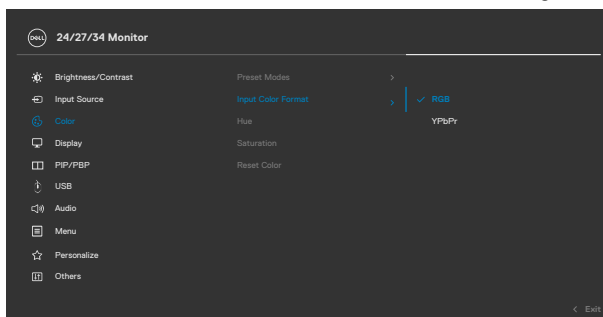 DELL
24/27/34 Monitor
Brightness/Contrast
Preset Modes
Input Source
Input Color Format
RGB
Color
Hue
YPbPr
Display
Saturation
PIP/PBP
Reset Color
USB
Audio
Menu
Personalize
Others
Exit